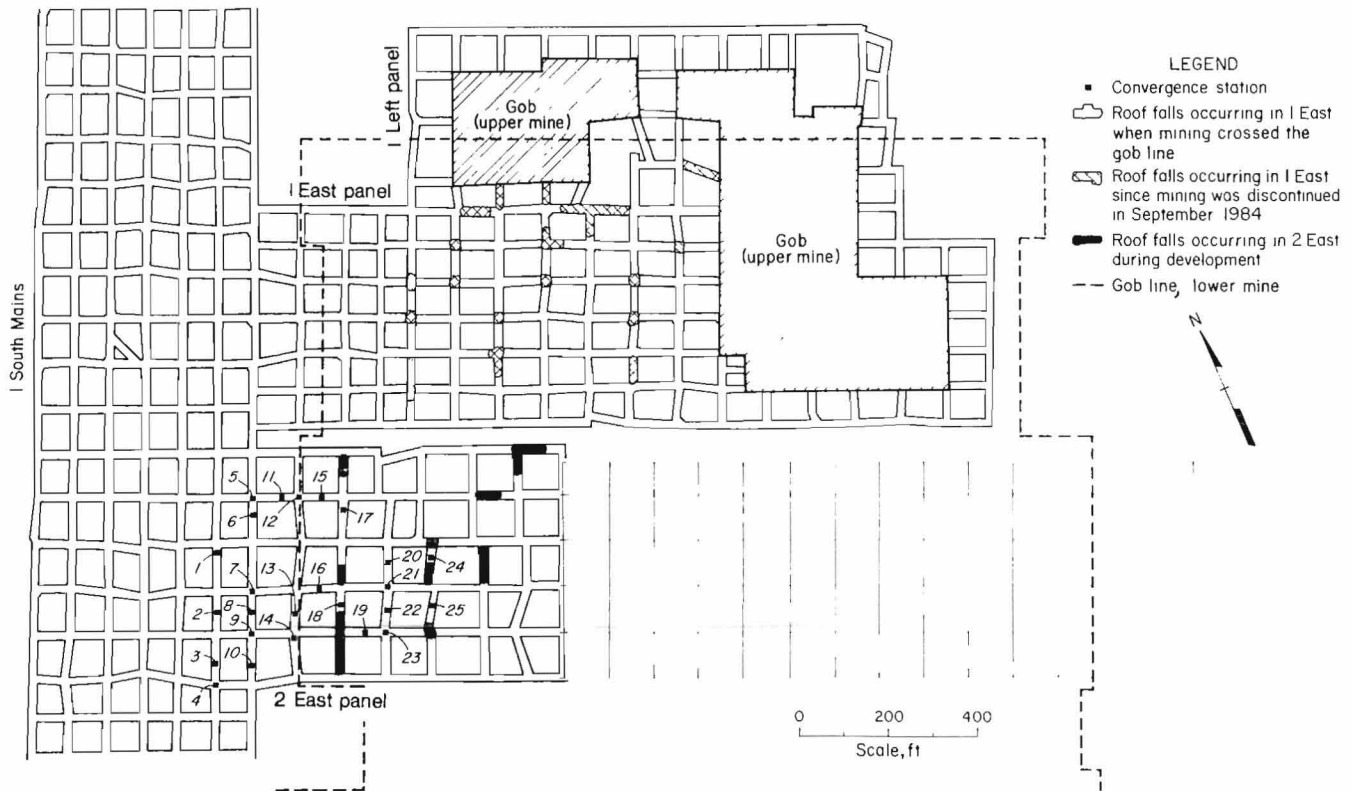 LEGEND
Convergence station
Roof falls occurring in 1 East
when mining crossed the
gob line
Roof falls occurring in 1 East
since mining was discontinued
in September 1984
Roof falls occurring in 2 East
during development
Gob line, lower mine
N
1 Left panel
Gob
(upper mine)
1 East panel
Gob
(upper mine)
1 South Mains
5
11
15
6
12
17
1
7
13
16
20
24
21
2
8
9
14
18
19
22
25
23
3
10
4
2 East panel
0 200 400
Scale, ft